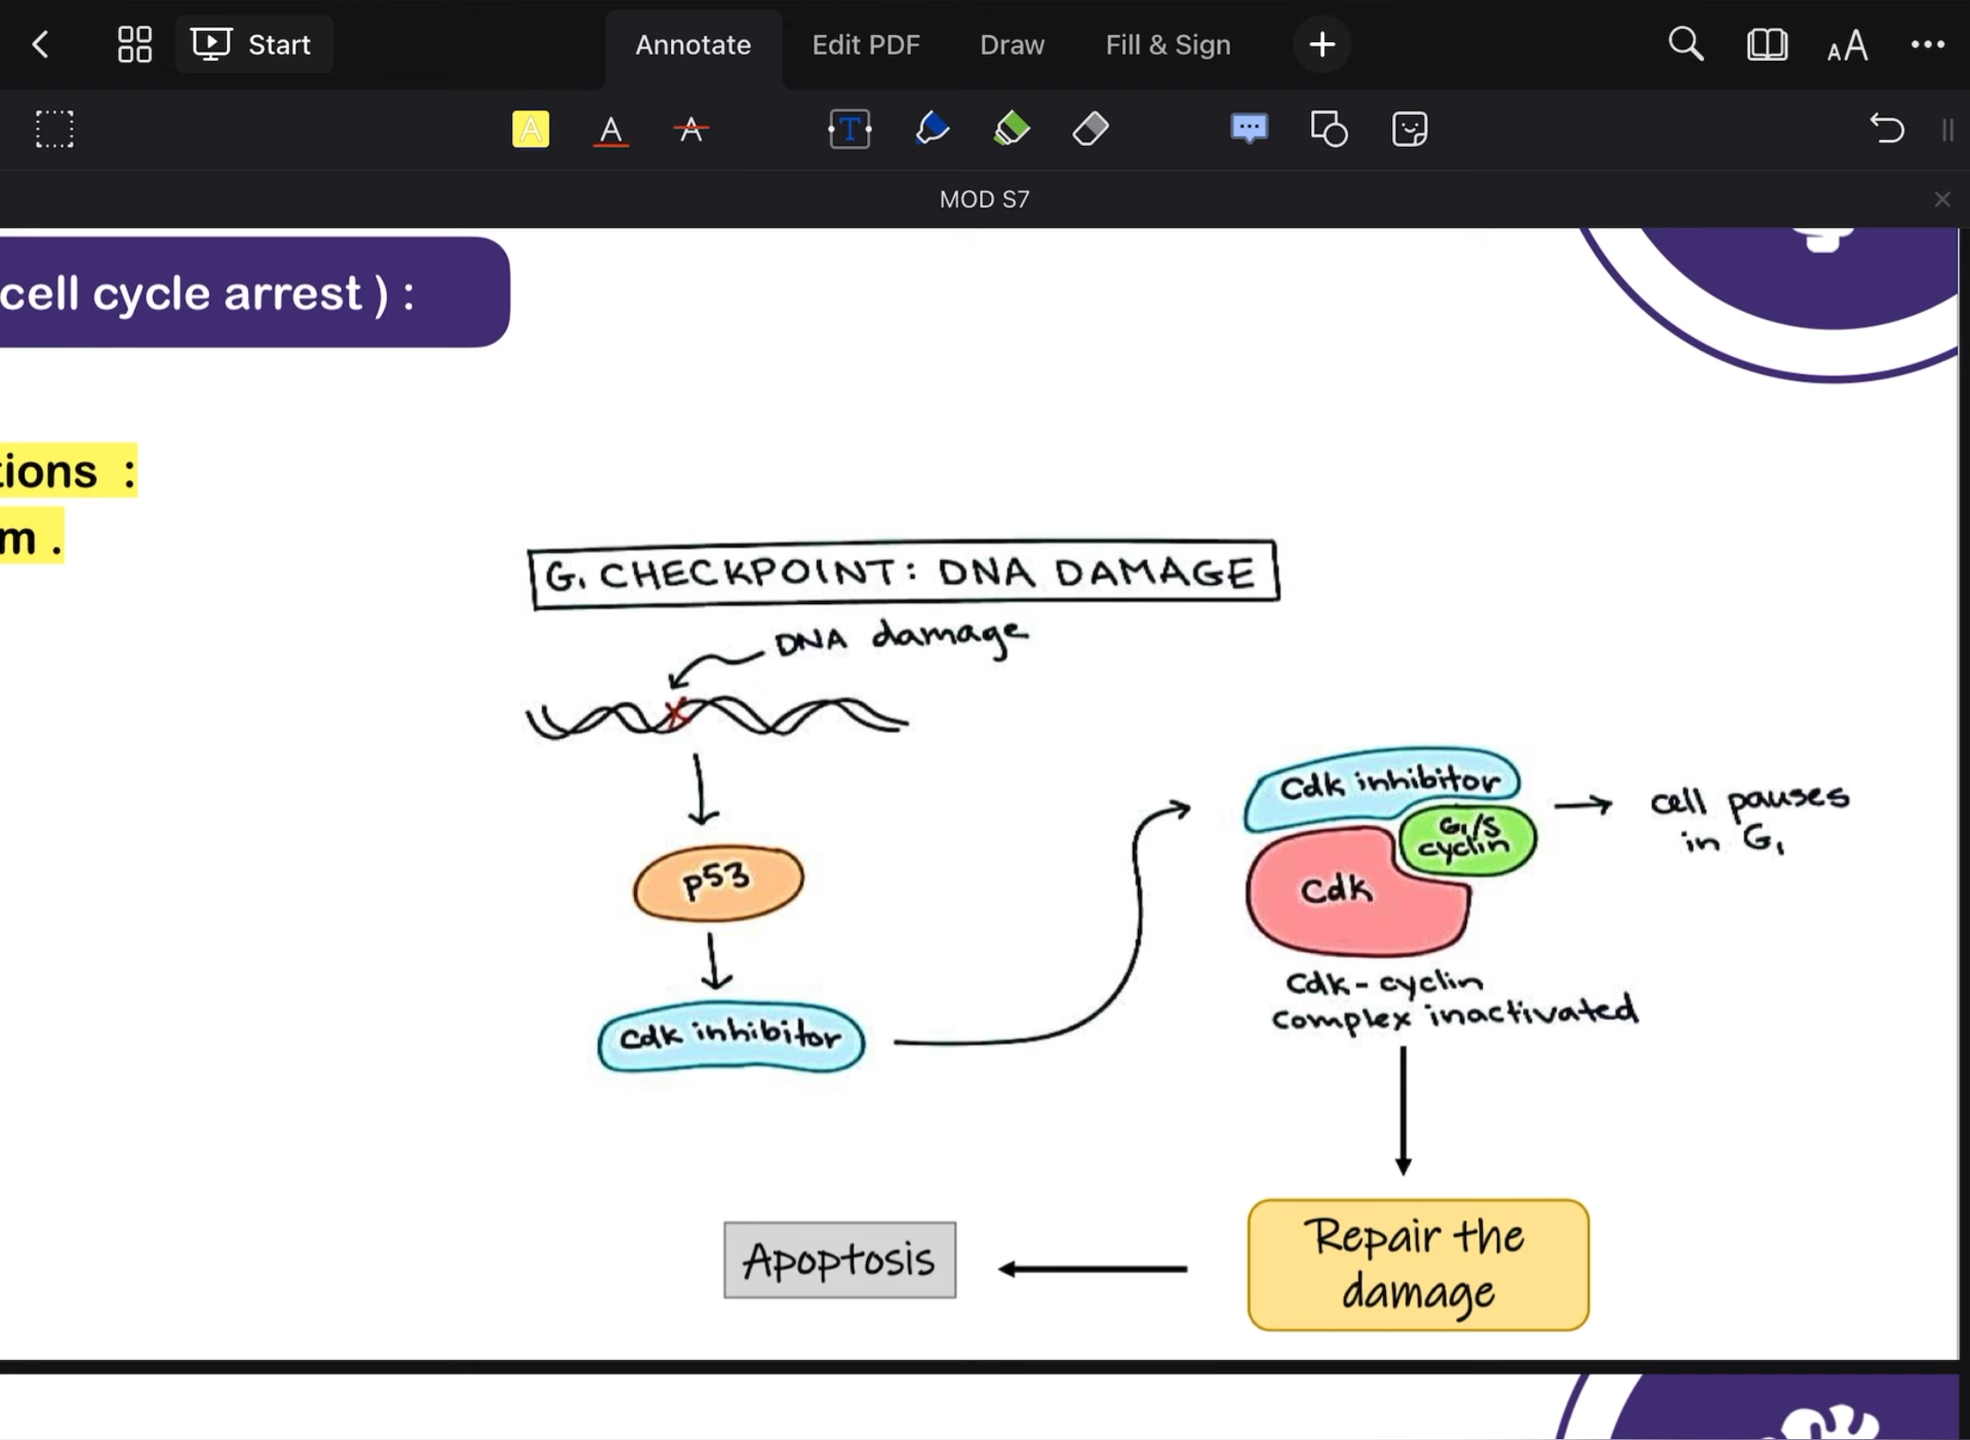 Start
Annotate
Edit PDF
Draw
Fill & Sign
AA
A
A
A
T
MOD S7
cell cycle arrest ) :
tions :
m .
G₁ CHECKPOINT: DNA DAMAGE
DNA damage
p53
Cdk inhibitor
Cdk inhibitor
G₁/S
cyclin
Cdk
cell pauses
in G₁
Cdk-cyclin
complex inactivated
Repair the
damage
Apoptosis